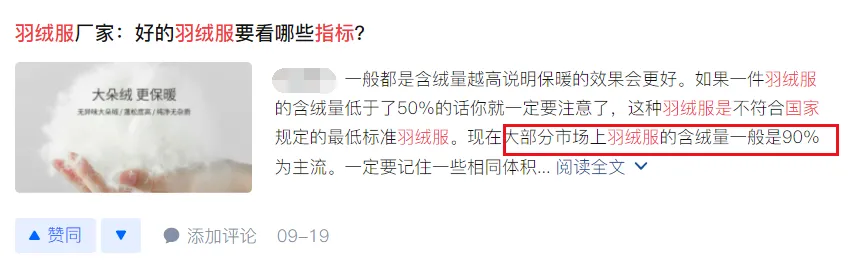 羽绒服厂家：好的羽绒服要看哪些指标?
大朵绒 更保暖
无异味大朵绒/蓬松度高/纯净无杂质
一般都是含绒量越高说明保暖的效果会更好。如果一件羽绒服
的含绒量低于了50%的话你就一定要注意了，这种羽绒服是不符合国家
规定的最低标准羽绒服。现在大部分市场上羽绒服的含绒量一般是90%
为主流。一定要记住一些相同体积... 阅读全文
赞同 添加评论 09-19